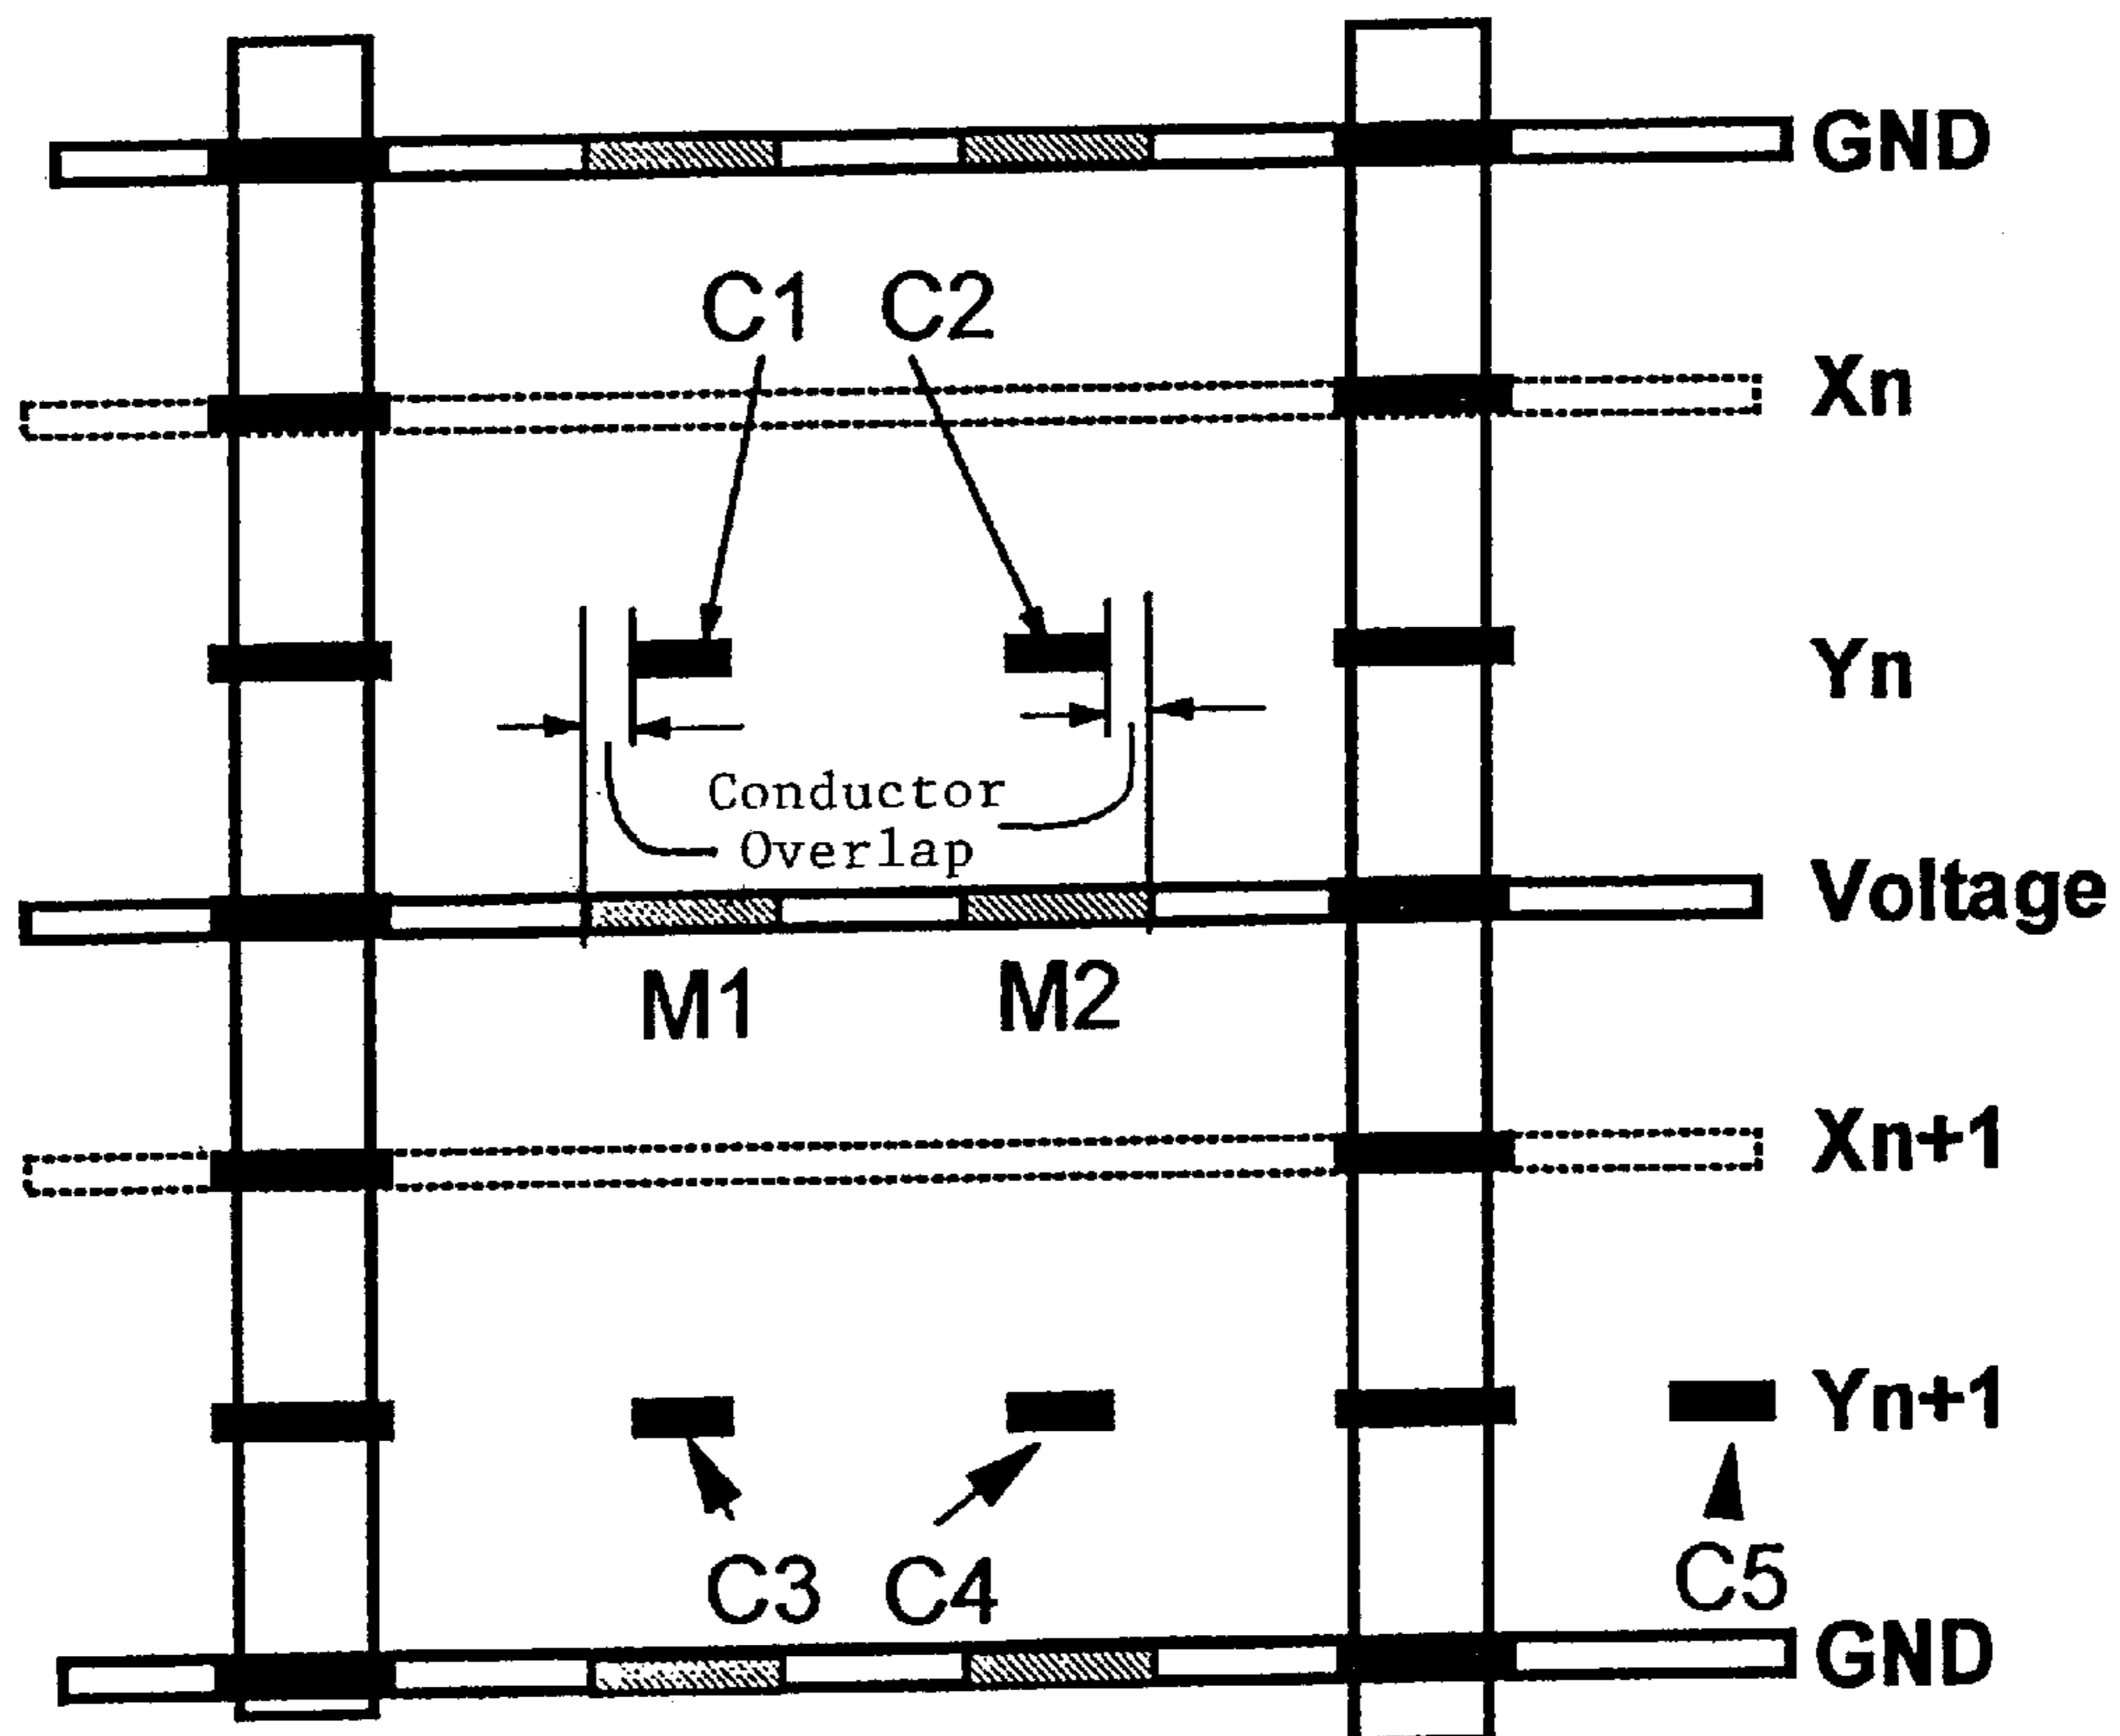 GND
C1 C2
Xn
Yn
Conductor
Overlap
Voltage
M1 M2
Xn+1
Yn+1
C3 C4 C5
GND